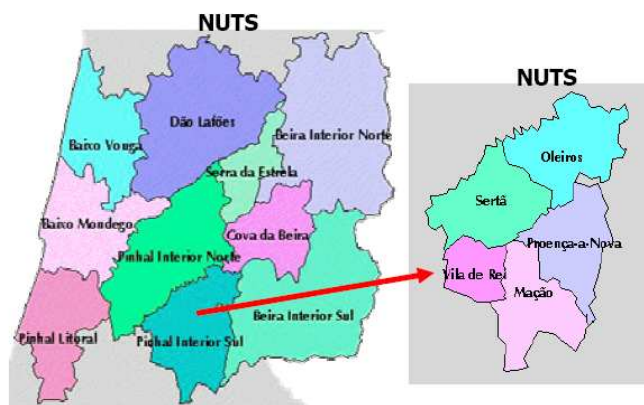 NUTS
Dão Lafões
Baixo Vouga
Beira Interior Norte
Serra da Estrela
Baixo Mondego
Cova da Beira
Pinhal Interior Norte
Beira Interior Sul
Pinhal Litoral
Pinhal Interior Sul
NUTS
Oleiros
Sertã
Proença-a-Nova
Vila de Rei
Mação